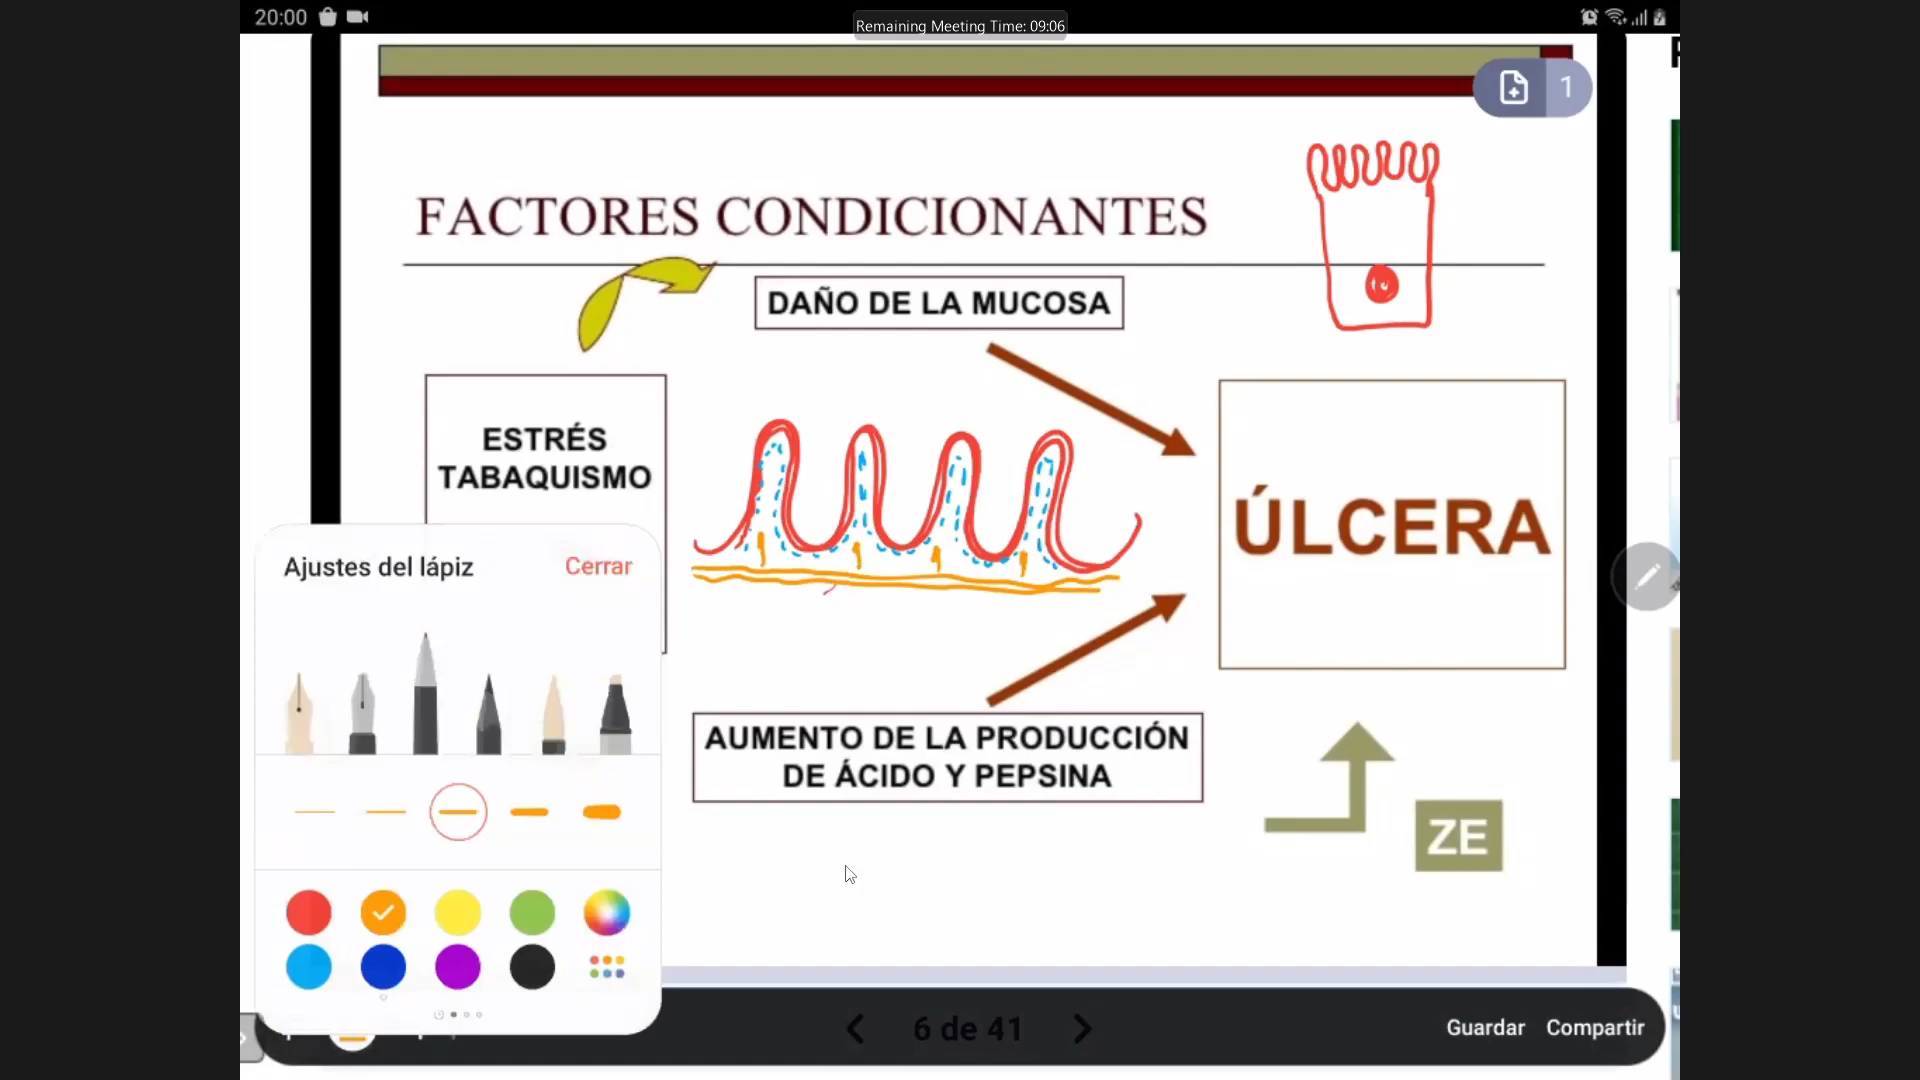 20:00
Remaining Meeting Time: 09:06
1
FACTORES CONDICIONANTES
DAÑO DE LA MUCOSA
ESTRÉS
TABAQUISMO
ÚLCERA
Ajustes del lápiz
Cerrar
AUMENTO DE LA PRODUCCIÓN
DE ÁCIDO Y PEPSINA
ZE
6 de 41
Guardar
Compartir